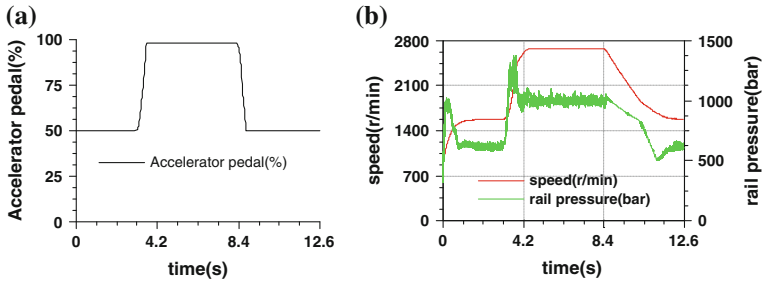 (a)
Accelerator pedal(%)
100
75
50
25
0
Accelerator pedal(%)
0
4.2
8.4
12.6
time(s)
(b)
speed(r/min)
2800
2100
1400
700
0
speed(r/min)
rail pressure(bar)
1500
1000
500
0
rail pressure(bar)
0
4.2
8.4
12.6
time(s)